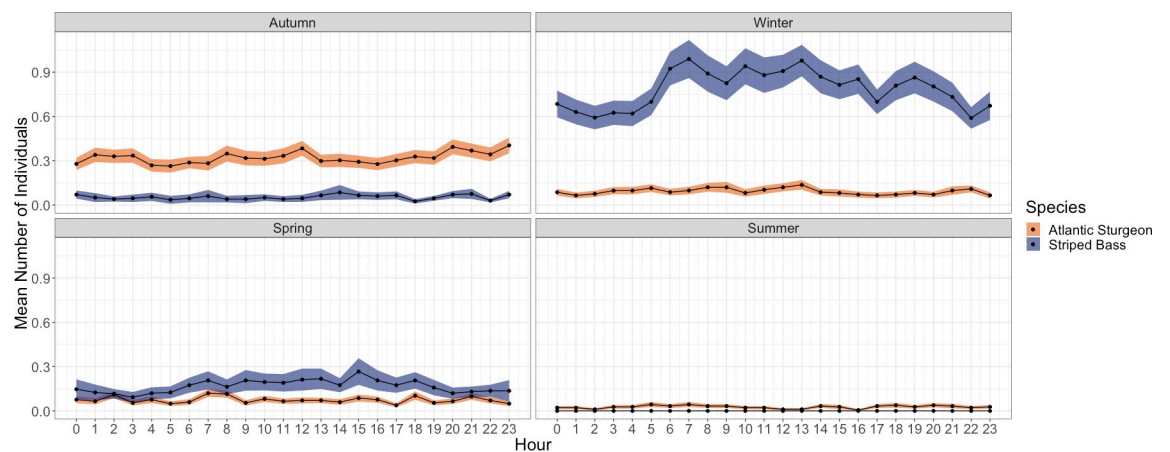 Autumn
Winter
0.9
0.6
0.3
0.0
Spring
Summer
0.9
0.6
0.3
0.0
0 1 2 3 4 5 6 7 8 9 10 11 12 13 14 15 16 17 18 19 20 21 22 23
0 1 2 3 4 5 6 7 8 9 10 11 12 13 14 15 16 17 18 19 20 21 22 23
Hour
Mean Number of Individuals
Species
Atlantic Sturgeon
Striped Bass